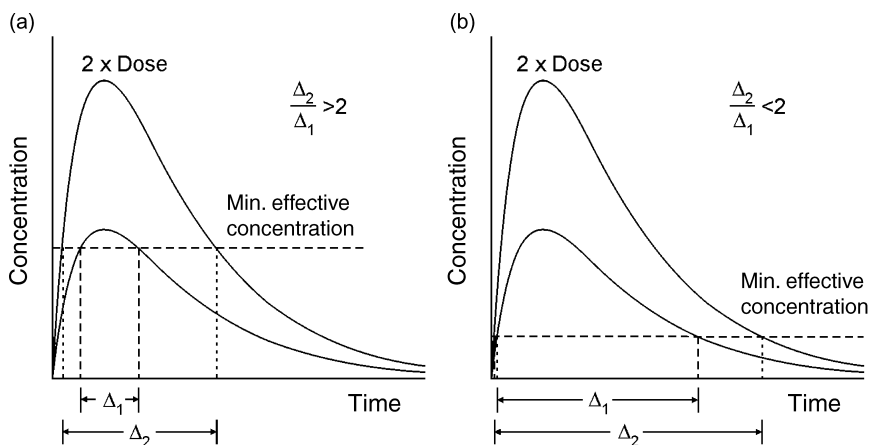 (a)
2 x Dose
Δ2
Δ1
>2
Min. effective
concentration
Concentration
Δ1
Time
Δ2
(b)
2 x Dose
Δ2
Δ1
<2
Min. effective
concentration
Concentration
Δ1
Time
Δ2